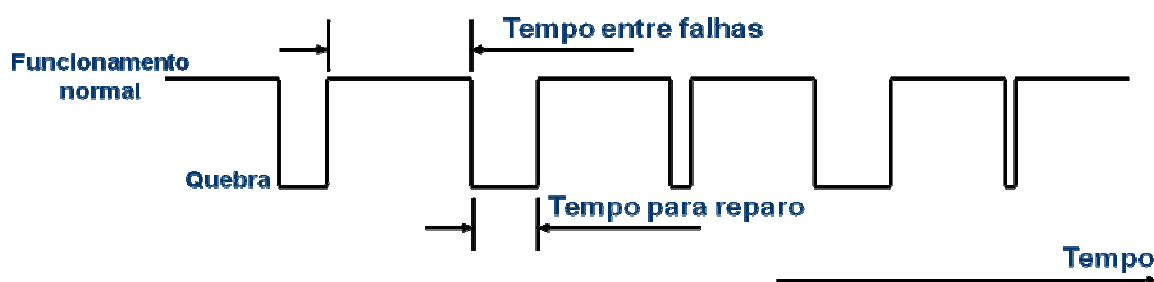 Tempo entre falhas
Funcionamento
normal
Quebra
Tempo para reparo
Tempo